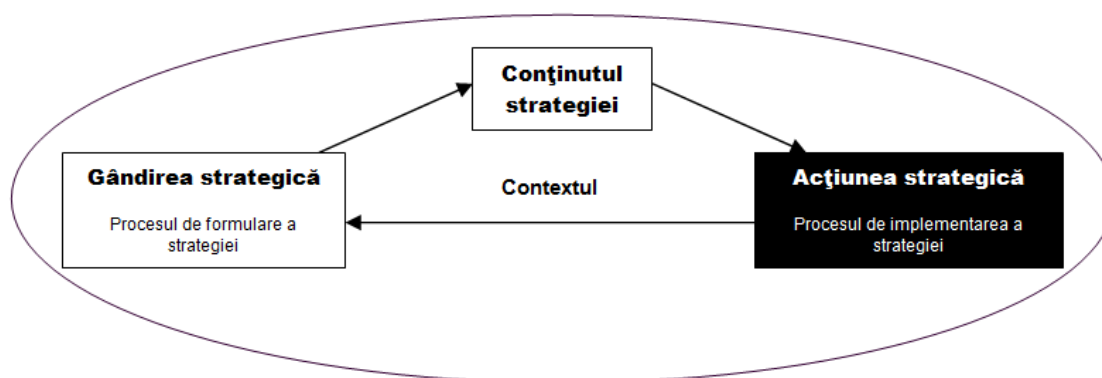 Conţinutul
strategiei
Gândirea strategică
Procesul de formulare a
strategiei
Contextul
Acţiunea strategică
Procesul de implementarea a
strategiei